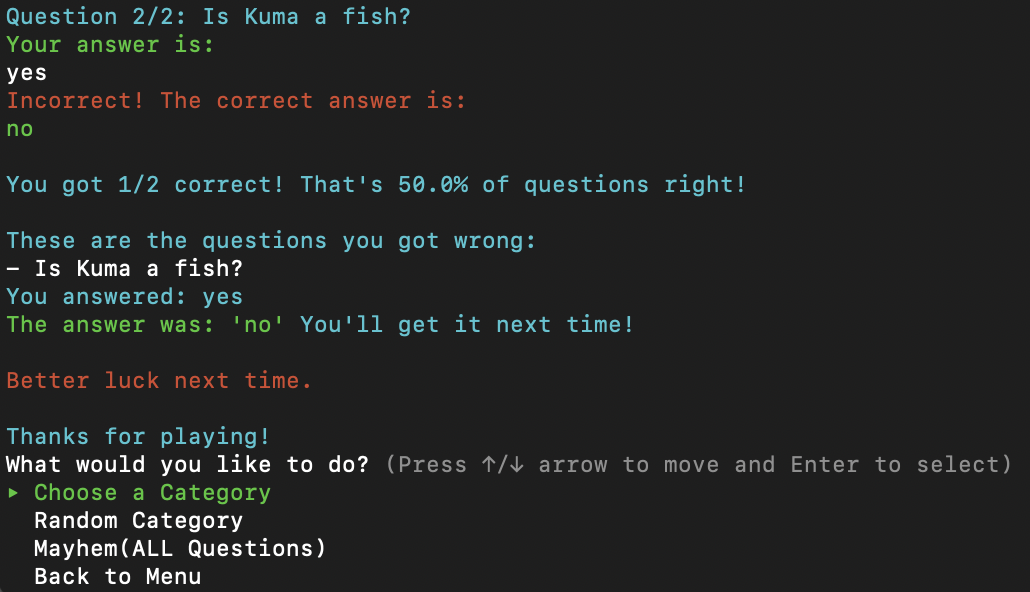 Question 2/2: Is Kuma a fish?
Your answer is:
yes
Incorrect! The correct answer is:
no
You got 1/2 correct! That's 50.0% of questions right!
These are the questions you got wrong:
– Is Kuma a fish?
You answered: yes
The answer was: 'no' You'll get it next time!
Better luck next time.
Thanks for playing!
What would you like to do? (Press ↑/↓ arrow to move and Enter to select)
‣ Choose a Category
Random Category
Mayhem(ALL Questions)
Back to Menu